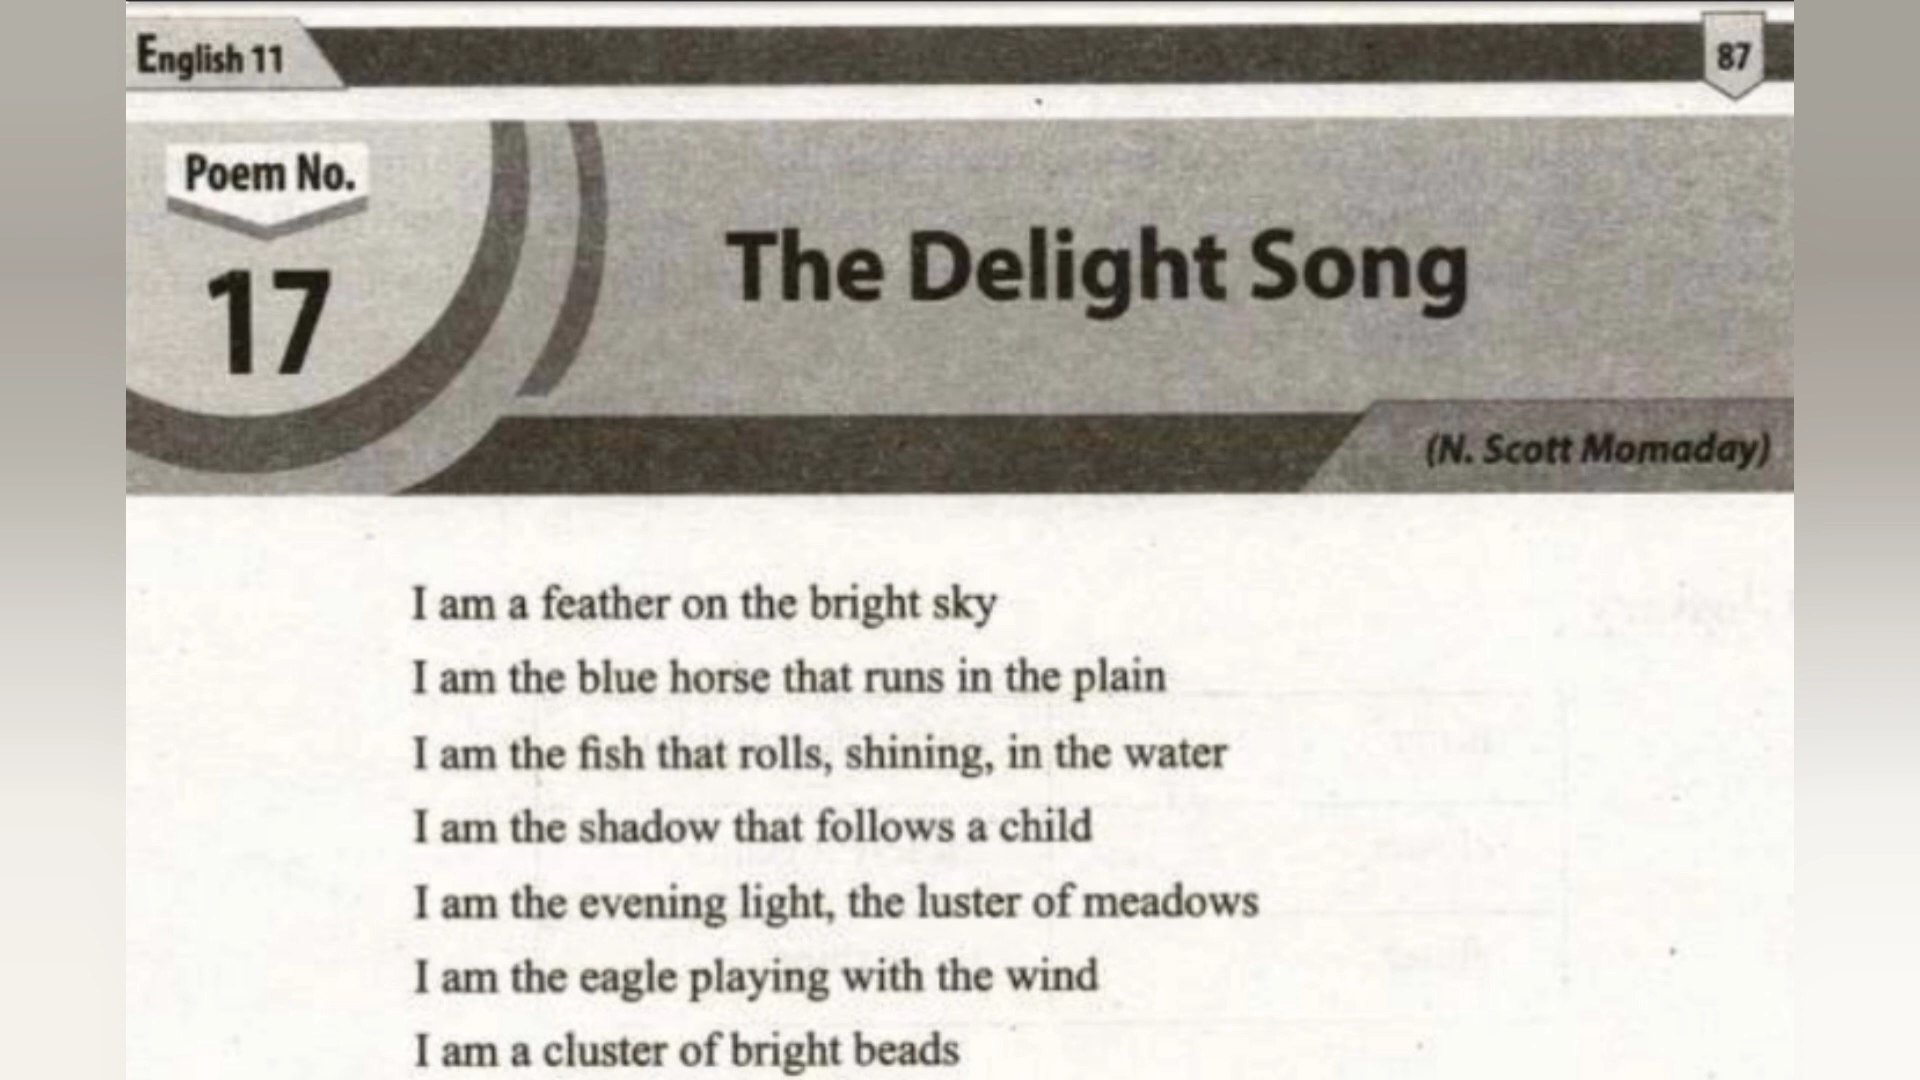 English 11
87
Poem No.
17
The Delight Song
(N. Scott Momaday)
I am a feather on the bright sky
I am the blue horse that runs in the plain
I am the fish that rolls, shining, in the water
I am the shadow that follows a child
I am the evening light, the luster of meadows
I am the eagle playing with the wind
I am a cluster of bright beads